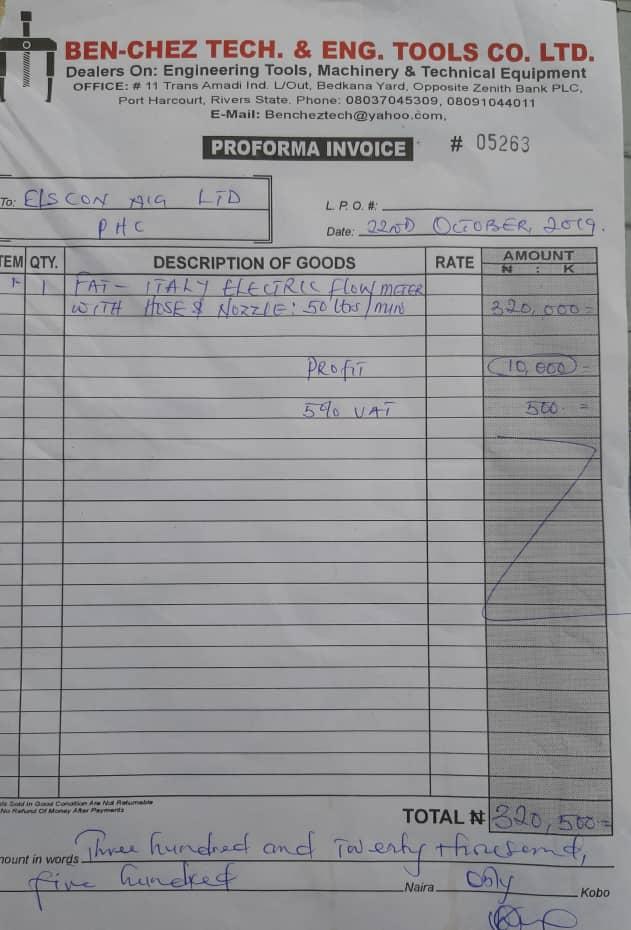 BEN-CHEZ TECH. & ENG. TOOLS CO. LTD.
Dealers On: Engineering Tools, Machinery & Technical Equipment
OFFICE: # 11 Trans Amadi Ind. L/Out, Bedkana Yard, Opposite Zenith Bank PLC,
Port Harcourt, Rivers State. Phone: 08037045309, 08091044011
E-Mail: Bencheztech@yahoo.com,
PROFORMA INVOICE # 05263
To: ELSCON LTD
PHC
L. P. O. #:
Date: 22ND OCTOBER, 2019.
TEM QTY. DESCRIPTION OF GOODS RATE AMOUNT
₦ : K
1 1 ITALY ELECTRIC FLOW METER
WITH HOSE & NOZZLE: 50 ltrs/min 320,000=
PROFIT 10,000=
5% VAT 500. =
ds Sold In Good Condition Are Not Returnable
No Refund Of Money After Payments
TOTAL ₦ 320,500=
mount in words Three hundred and Twenty thousand,
five hundred Naira Only Kobo